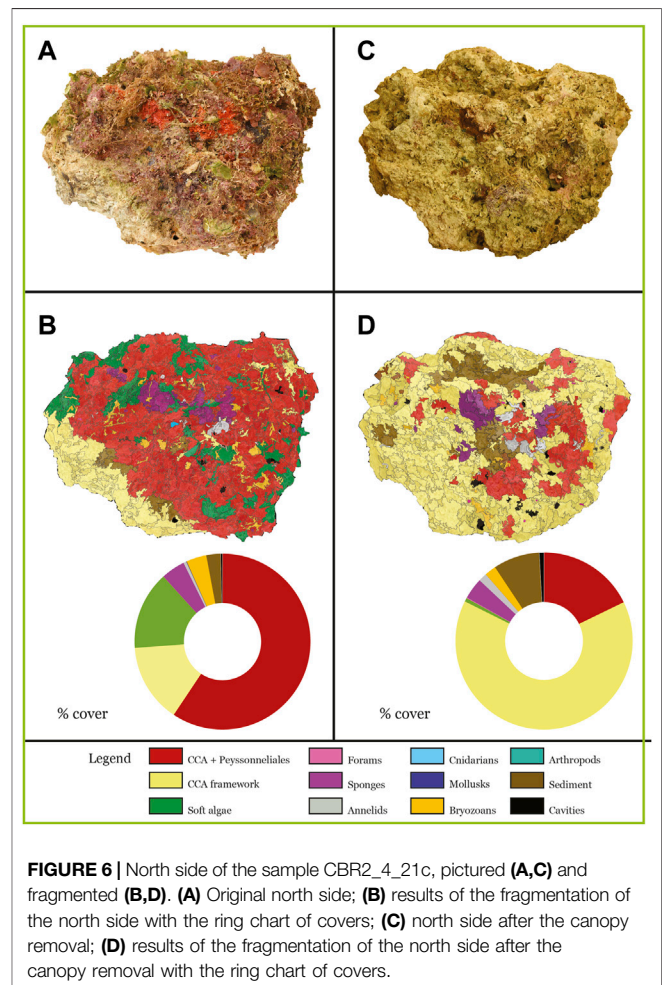 A
C
B
D
% cover
% cover
Legend
CCA + Peyssonneliales
Forams
Cnidarians
Arthropods
CCA framework
Sponges
Mollusks
Sediment
Soft algae
Annelids
Bryozoans
Cavities
FIGURE 6 | North side of the sample CBR2_4_21c, pictured (A,C) and
fragmented (B,D). (A) Original north side; (B) results of the fragmentation of
the north side with the ring chart of covers; (C) north side after the canopy
removal; (D) results of the fragmentation of the north side after the
canopy removal with the ring chart of covers.